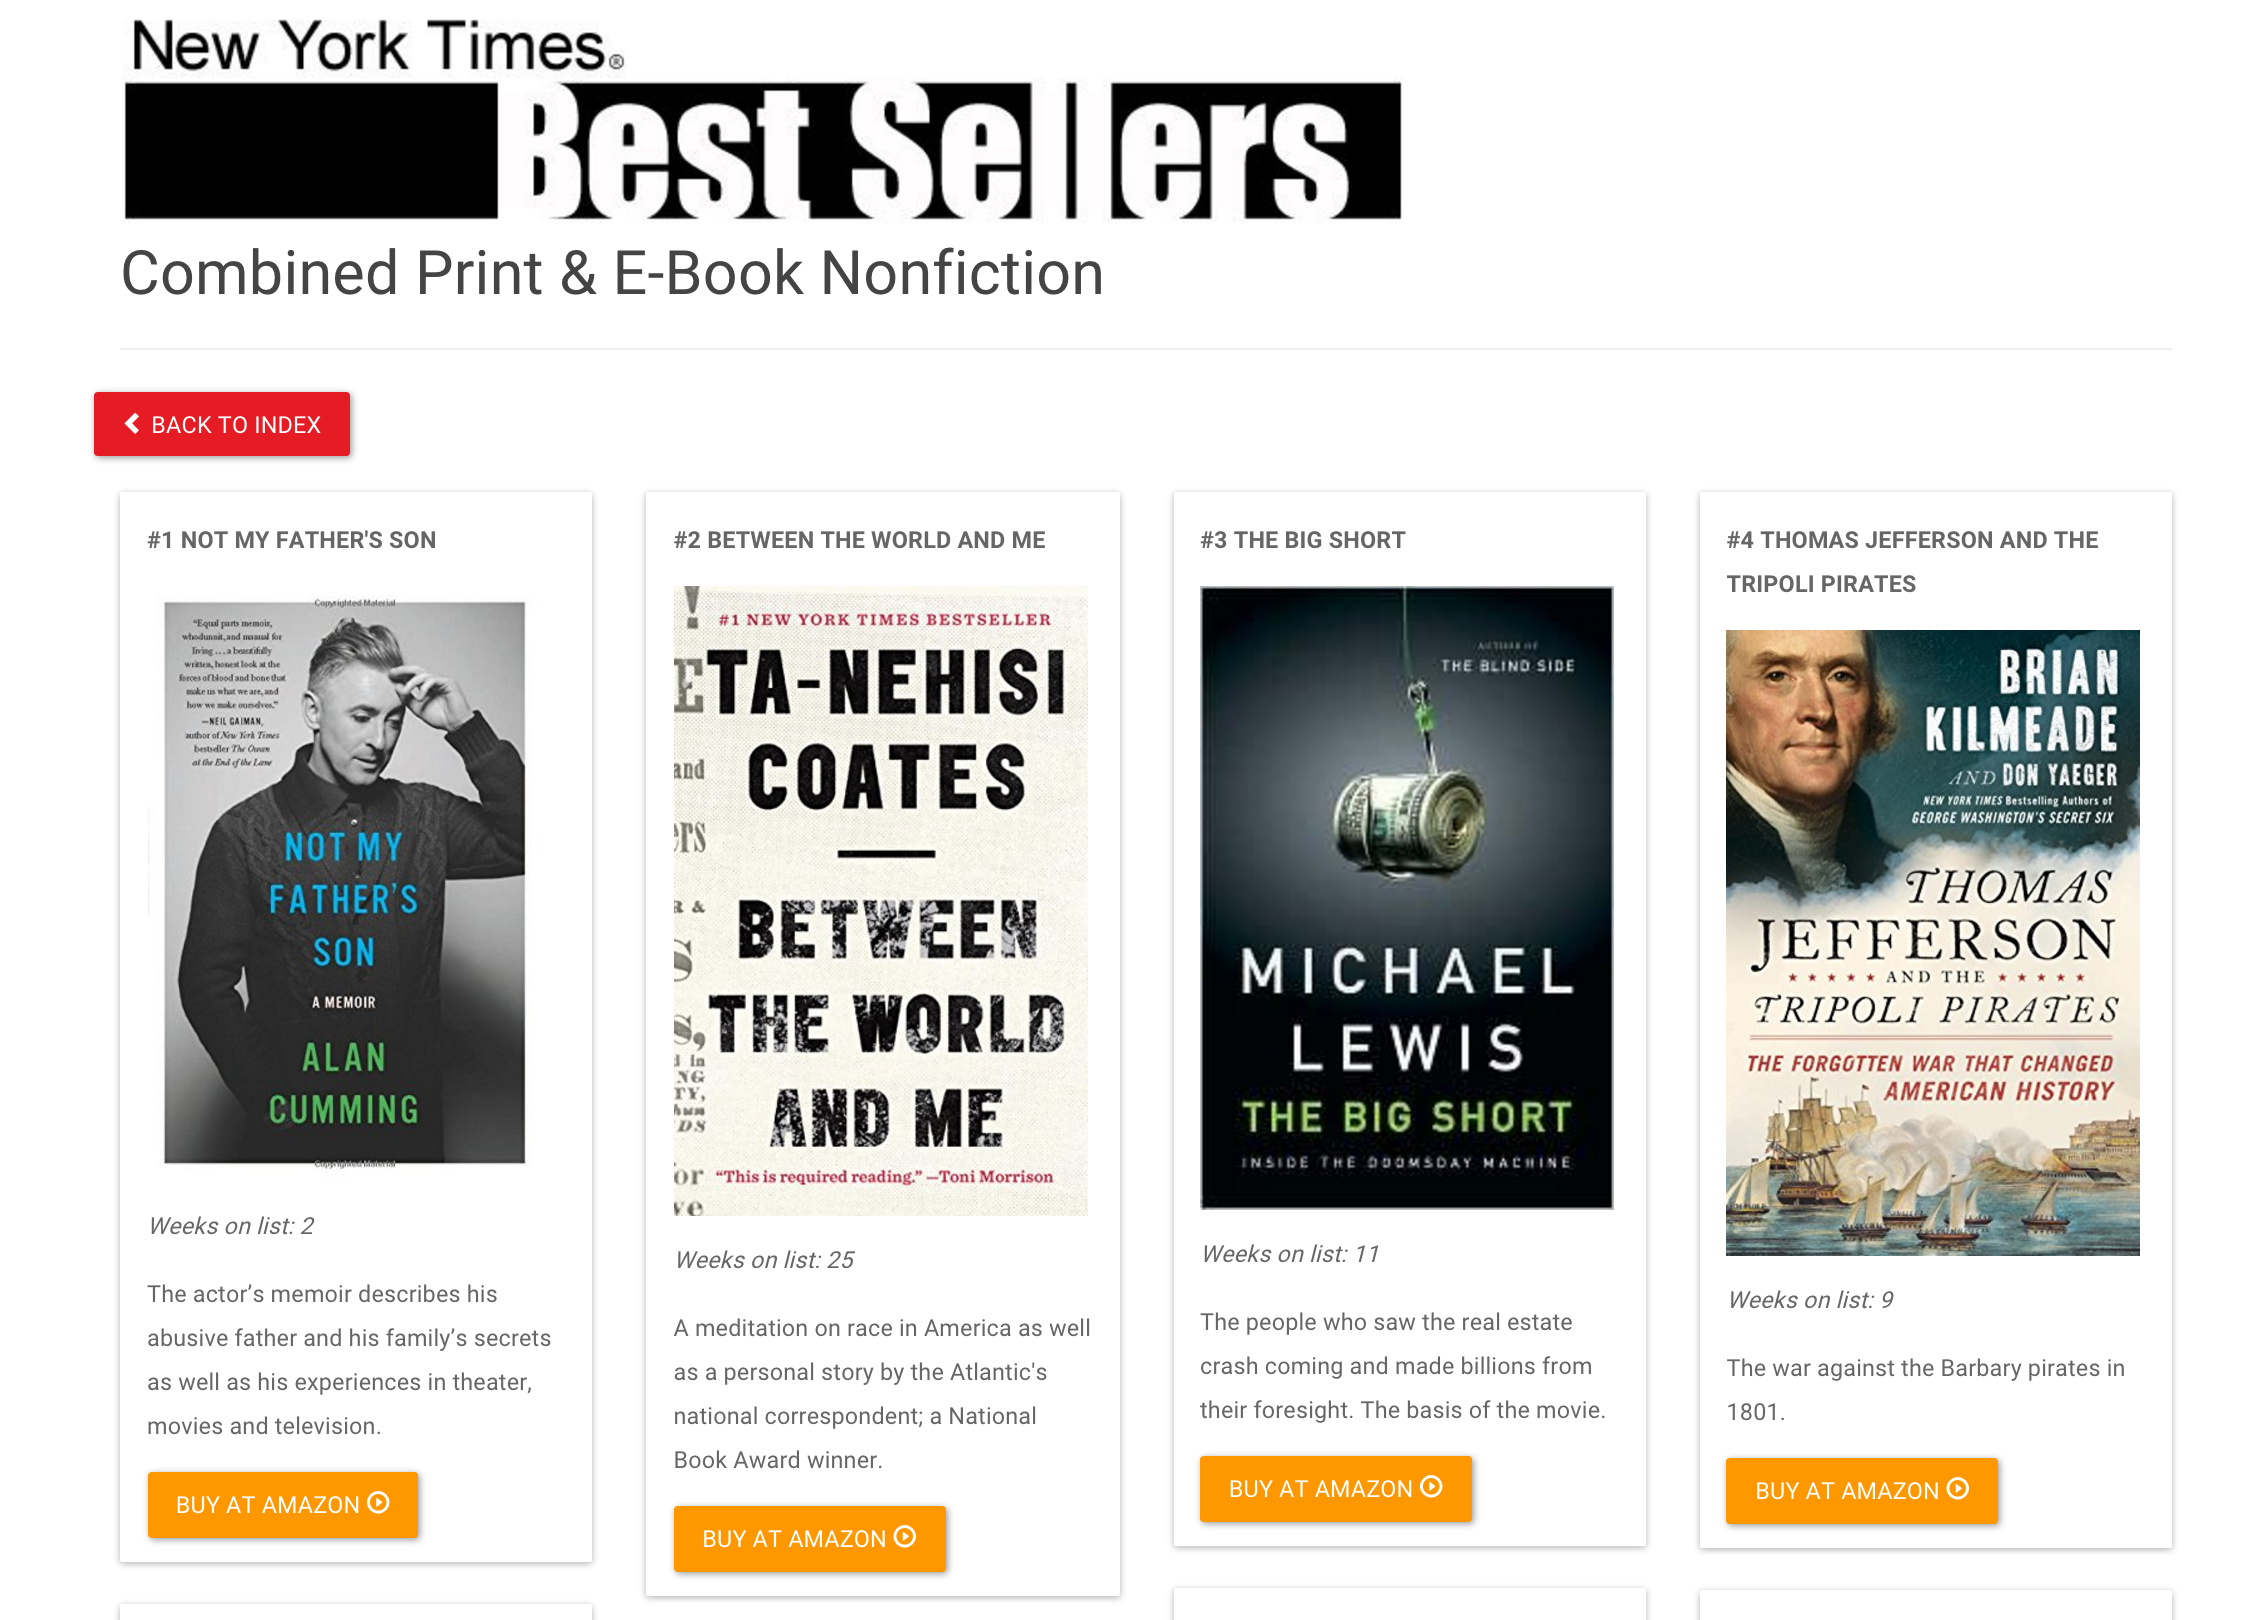 New York Times®
Best Sellers
Combined Print & E-Book Nonfiction
BACK TO INDEX
#1 NOT MY FATHER'S SON
Copyrighted Material
“Equal parts memoir,
whodunnit, and manual for
living . . . a beautifully
written, honest look at the
forces of blood and bone that
make us what we are, and
how we make ourselves.”
—NEIL GAIMAN,
author of New York Times
bestseller The Ocean
at the End of the Lane
NOT MY
FATHER'S
SON
A MEMOIR
ALAN
CUMMING
Copyrighted Material
Weeks on list: 2
The actor’s memoir describes his
abusive father and his family’s secrets
as well as his experiences in theater,
movies and television.
BUY AT AMAZON
#2 BETWEEN THE WORLD AND ME
#1 NEW YORK TIMES BESTSELLER
TA-NEHISI
COATES
BETWEEN
THE WORLD
AND ME
“This is required reading.” —Toni Morrison
Weeks on list: 25
A meditation on race in America as well
as a personal story by the Atlantic's
national correspondent; a National
Book Award winner.
BUY AT AMAZON
#3 THE BIG SHORT
AUTHOR OF
THE BLIND SIDE
MICHAEL
LEWIS
THE BIG SHORT
INSIDE THE DOOMSDAY MACHINE
Weeks on list: 11
The people who saw the real estate
crash coming and made billions from
their foresight. The basis of the movie.
BUY AT AMAZON
#4 THOMAS JEFFERSON AND THE
TRIPOLI PIRATES
BRIAN
KILMEADE
AND DON YAEGER
NEW YORK TIMES Bestselling Authors of
GEORGE WASHINGTON'S SECRET SIX
THOMAS
JEFFERSON
AND THE
TRIPOLI PIRATES
THE FORGOTTEN WAR THAT CHANGED
AMERICAN HISTORY
Weeks on list: 9
The war against the Barbary pirates in
1801.
BUY AT AMAZON